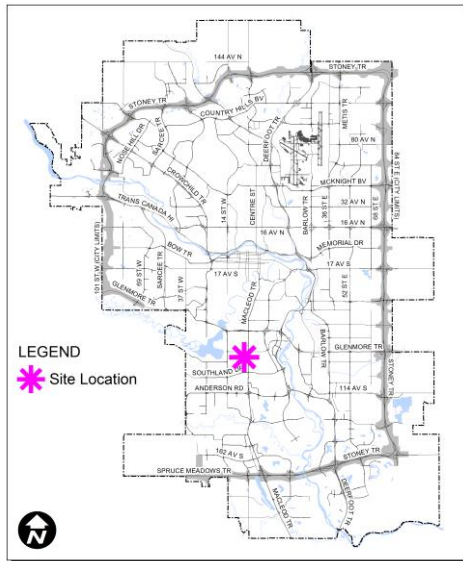 144 AV N
STONEY TR
STONEY TR
COUNTRY HILLS BV
SARCEE TR
NOSE HILL DR
DEERFOOT TR
METIS TR
80 AV N
CROWCHILD TR
MCKNIGHT BV
TRANS CANADA HI
14 ST W
CENTRE ST
BARLOW TR
36 ST E
32 AV N
68 ST E
84 ST E (CITY LIMITS)
16 AV N
16 AV N
MEMORIAL DR
BOW TR
17 AV S
17 AV S
101 ST W (CITY LIMITS)
69 ST W
SARCEE TR
37 ST W
GLENMORE TR
MACLEOD TR
52 ST E
BARLOW TR
GLENMORE TR
LEGEND
Site Location
SOUTHLAND
ANDERSON RD
114 AV S
STONEY TR
162 AV S
SPRUCE MEADOWS TR
STONEY TR
MACLEOD TR
DEERFOOT TR
N